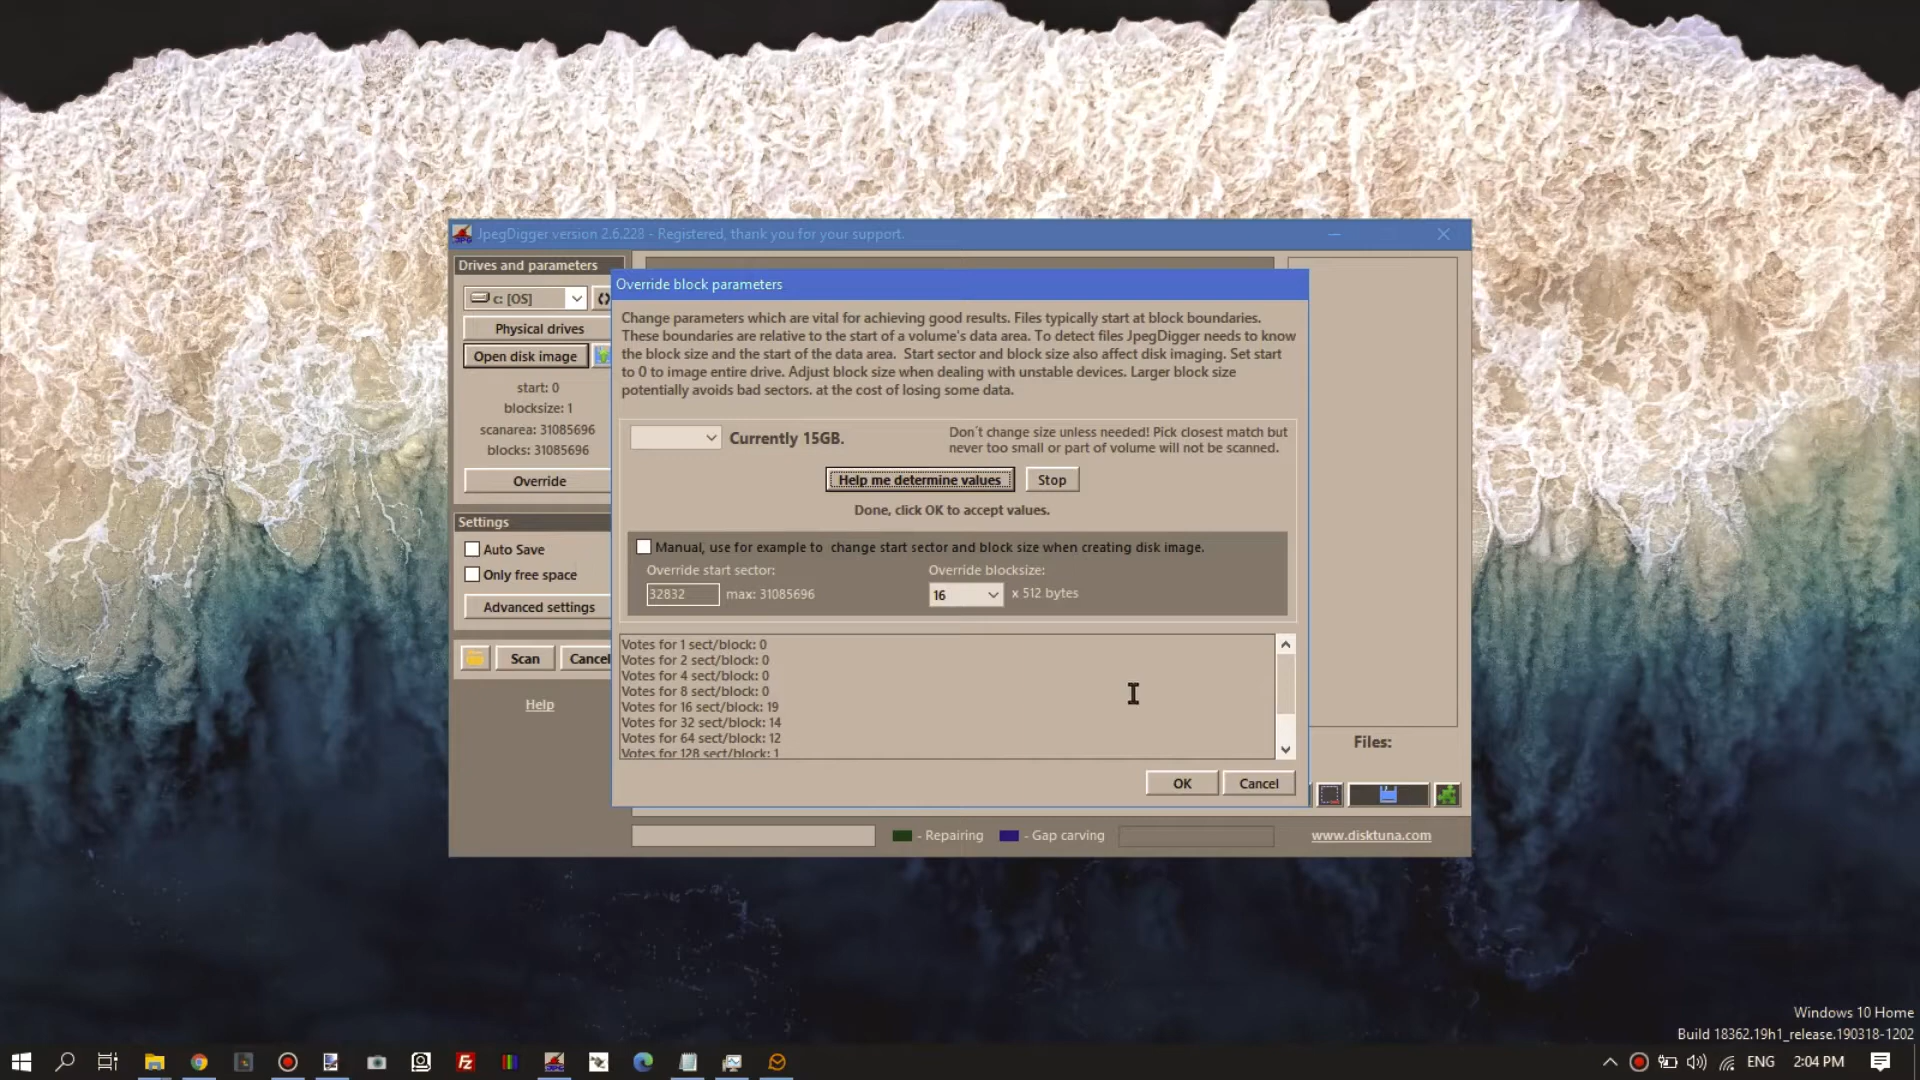 JpegDigger version 2.6.228 - Registered, thank you for your support.
Drives and parameters
c: [OS]
Physical drives
Open disk image
start: 0
blocksize: 1
scanarea: 31085696
blocks: 31085696
Override
Settings
Auto Save
Only free space
Advanced settings
Scan
Cancel
Help
Override block parameters
Change parameters which are vital for achieving good results. Files typically start at block boundaries.
These boundaries are relative to the start of a volume's data area. To detect files JpegDigger needs to know
the block size and the start of the data area. Start sector and block size also affect disk imaging. Set start
to 0 to image entire drive. Adjust block size when dealing with unstable devices. Larger block size
potentially avoids bad sectors. at the cost of losing some data.
Currently 15GB.
Don´t change size unless needed! Pick closest match but
never too small or part of volume will not be scanned.
Help me determine values
Stop
Done, click OK to accept values.
Manual, use for example to change start sector and block size when creating disk image.
Override start sector:
Override blocksize:
32832
max: 31085696
16
x 512 bytes
Votes for 1 sect/block: 0
Votes for 2 sect/block: 0
Votes for 4 sect/block: 0
Votes for 8 sect/block: 0
Votes for 16 sect/block: 19
Votes for 32 sect/block: 14
Votes for 64 sect/block: 12
Votes for 128 sect/block: 1
OK
Cancel
Files:
- Repairing
- Gap carving
www.disktuna.com
Windows 10 Home
Build 18362.19h1_release.190318-1202
ENG
2:04 PM